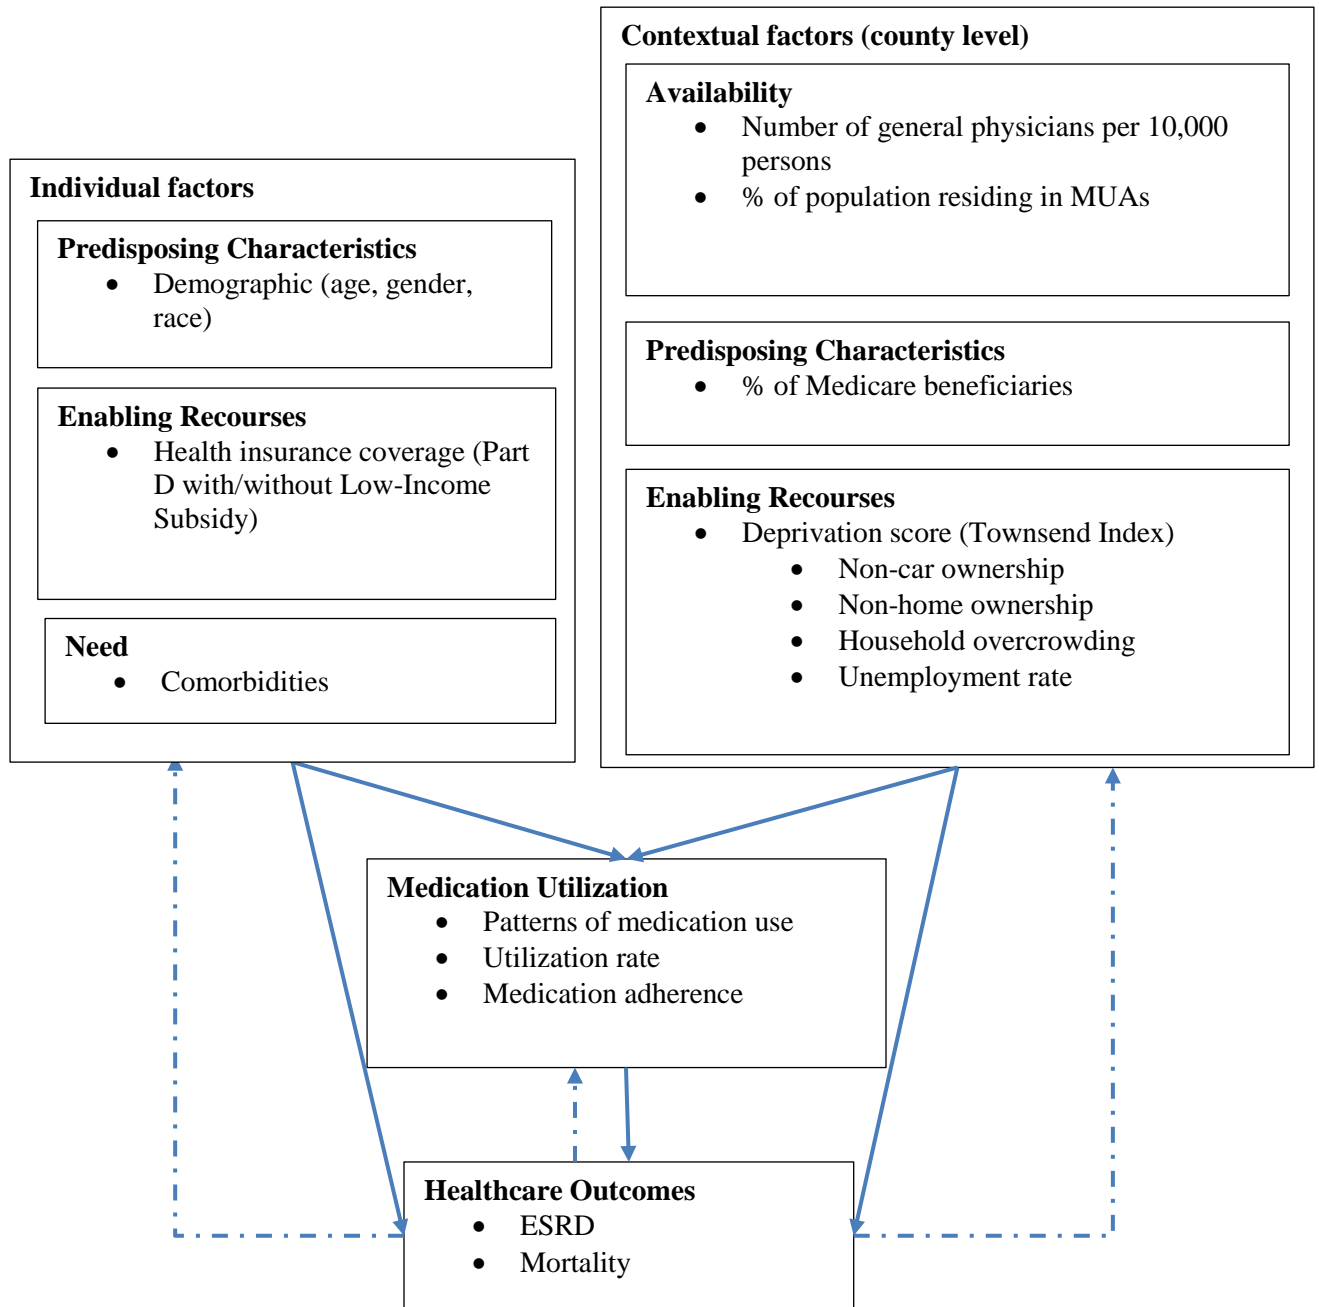 Contextual factors (county level)
Availability
• Number of general physicians per 10,000
persons
• % of population residing in MUAs
Predisposing Characteristics
• % of Medicare beneficiaries
Enabling Recourses
• Deprivation score (Townsend Index)
• Non-car ownership
• Non-home ownership
• Household overcrowding
• Unemployment rate
Individual factors
Predisposing Characteristics
• Demographic (age, gender,
race)
Enabling Recourses
• Health insurance coverage (Part
D with/without Low-Income
Subsidy)
Need
• Comorbidities
Medication Utilization
• Patterns of medication use
• Utilization rate
• Medication adherence
Healthcare Outcomes
• ESRD
• Mortality